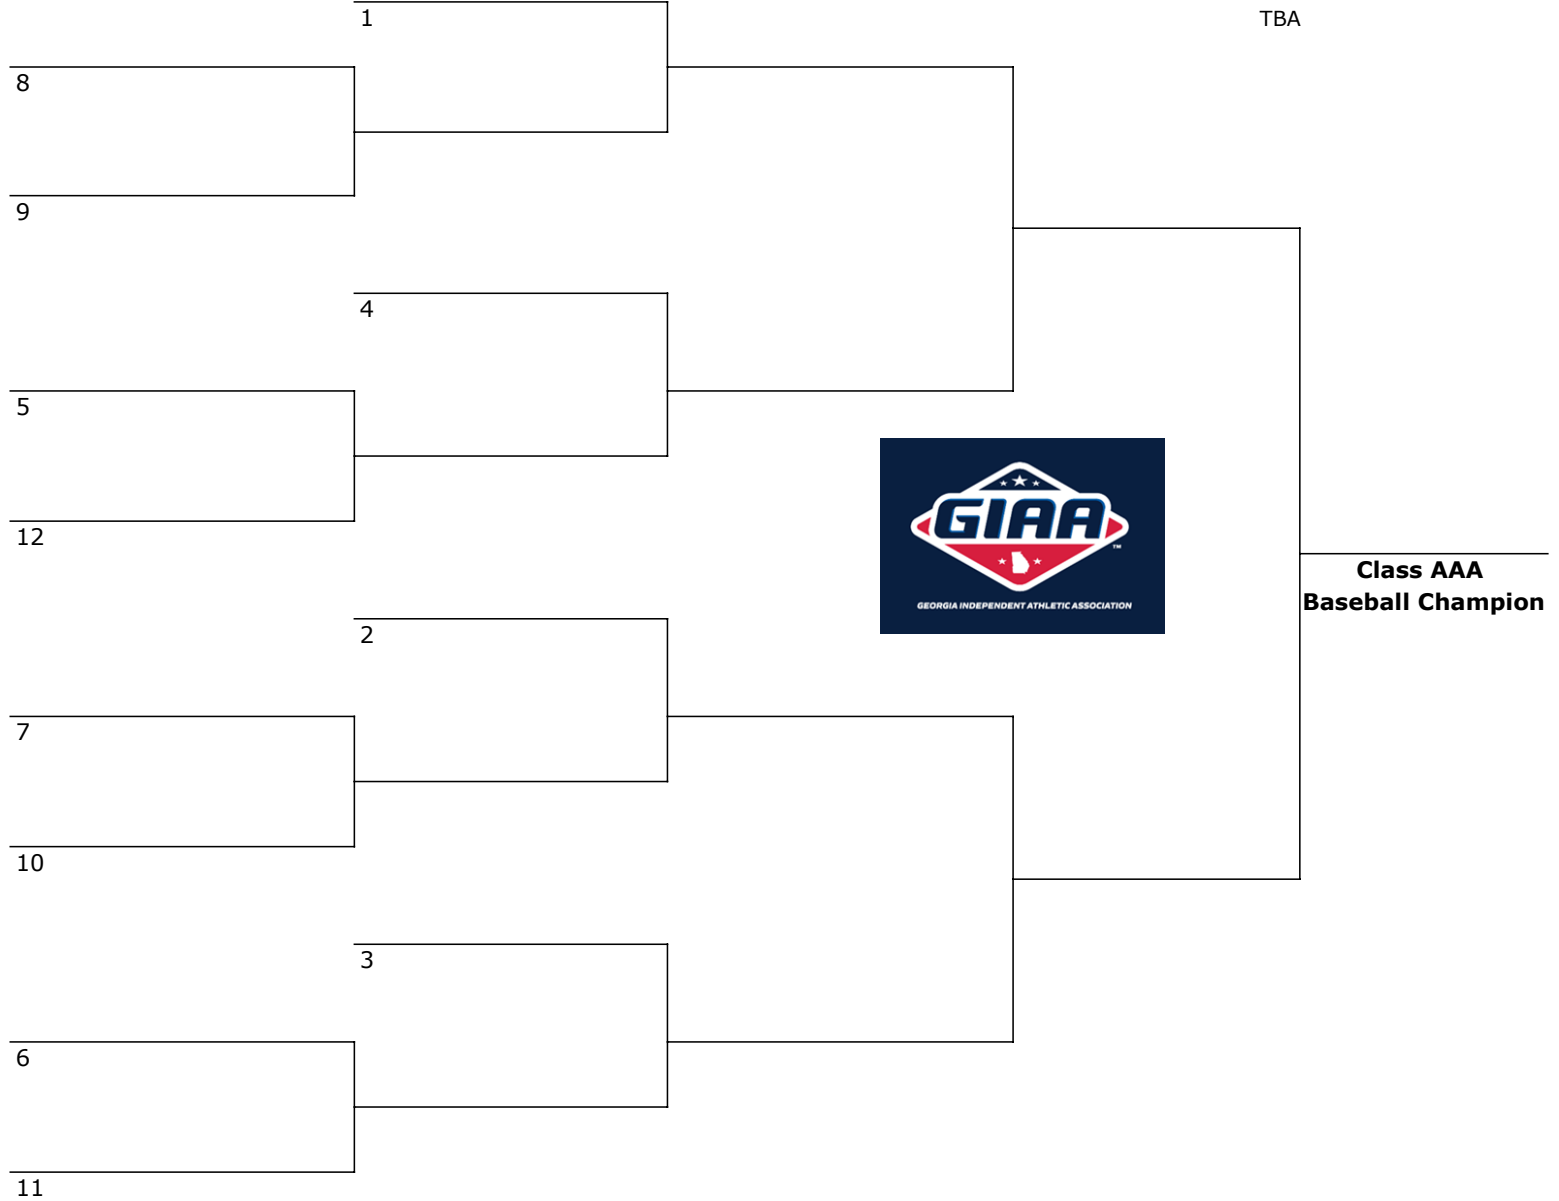 1
TBA
8
9
4
5
12
GIAA
™
GEORGIA INDEPENDENT ATHLETIC ASSOCIATION
Class AAA
Baseball Champion
2
7
10
3
6
11